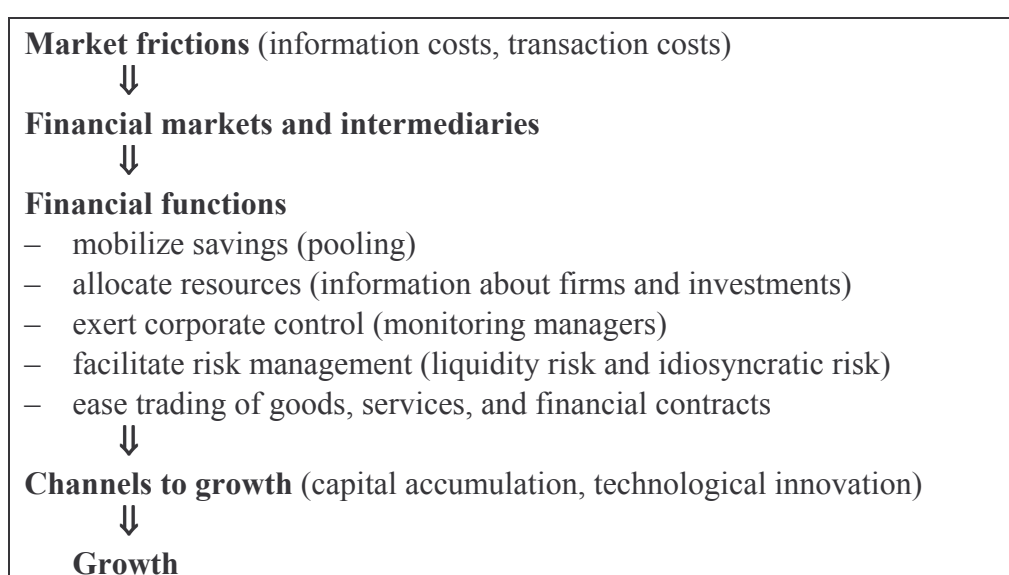 Market frictions (information costs, transaction costs)
⇓
Financial markets and intermediaries
⇓
Financial functions
– mobilize savings (pooling)
– allocate resources (information about firms and investments)
– exert corporate control (monitoring managers)
– facilitate risk management (liquidity risk and idiosyncratic risk)
– ease trading of goods, services, and financial contracts
⇓
Channels to growth (capital accumulation, technological innovation)
⇓
Growth